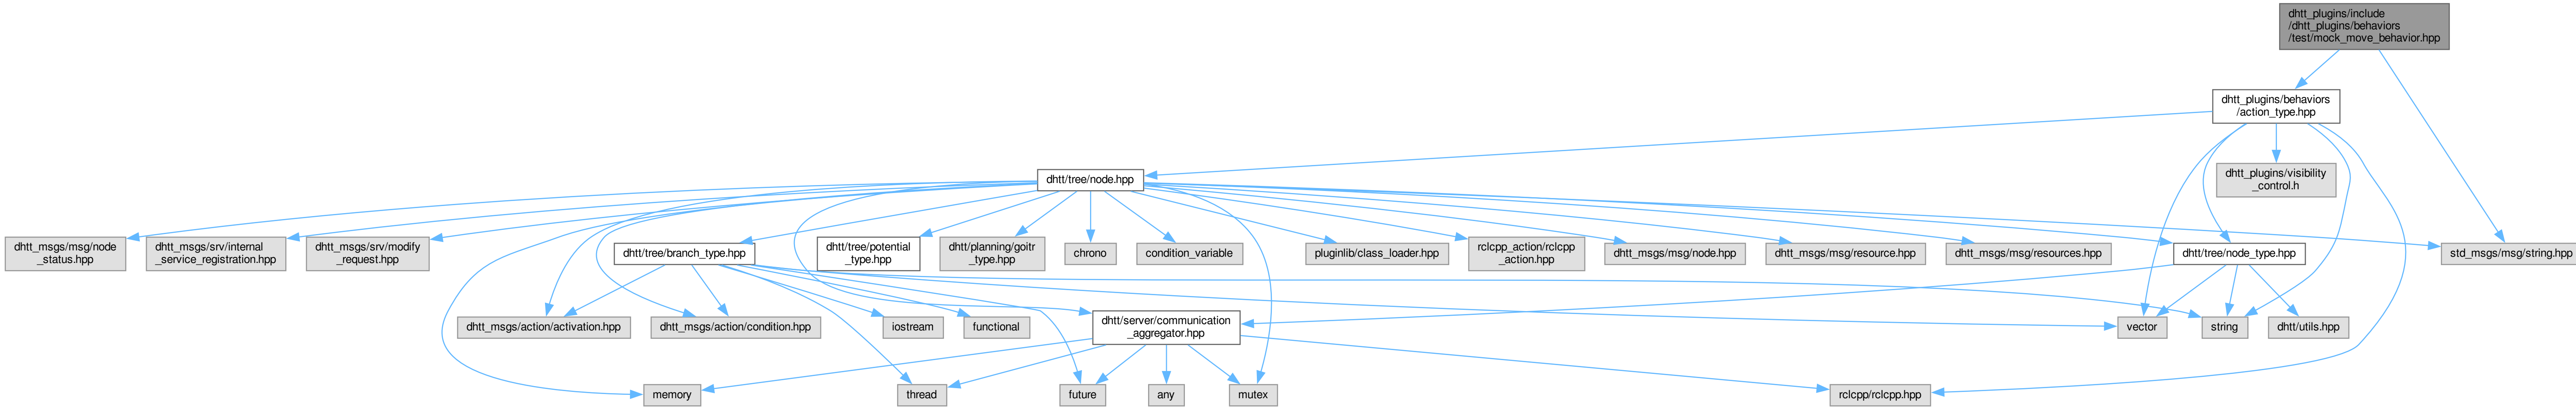 dhtt_plugins/include
/dhtt_plugins/behaviors
/test/mock_move_behavior.hpp
dhtt_plugins/behaviors
/action_type.hpp
dhtt/tree/node.hpp
dhtt_plugins/visibility
_control.h
dhtt_msgs/msg/node
_status.hpp
dhtt_msgs/srv/internal
_service_registration.hpp
dhtt_msgs/srv/modify
_request.hpp
dhtt/tree/branch_type.hpp
dhtt/tree/potential
_type.hpp
dhtt/planning/goitr
_type.hpp
chrono
condition_variable
pluginlib/class_loader.hpp
rclcpp_action/rclcpp
_action.hpp
dhtt_msgs/msg/node.hpp
dhtt_msgs/msg/resource.hpp
dhtt_msgs/msg/resources.hpp
dhtt/tree/node_type.hpp
std_msgs/msg/string.hpp
dhtt_msgs/action/activation.hpp
dhtt_msgs/action/condition.hpp
iostream
functional
dhtt/server/communication
_aggregator.hpp
vector
string
dhtt/utils.hpp
memory
thread
future
any
mutex
rclcpp/rclcpp.hpp